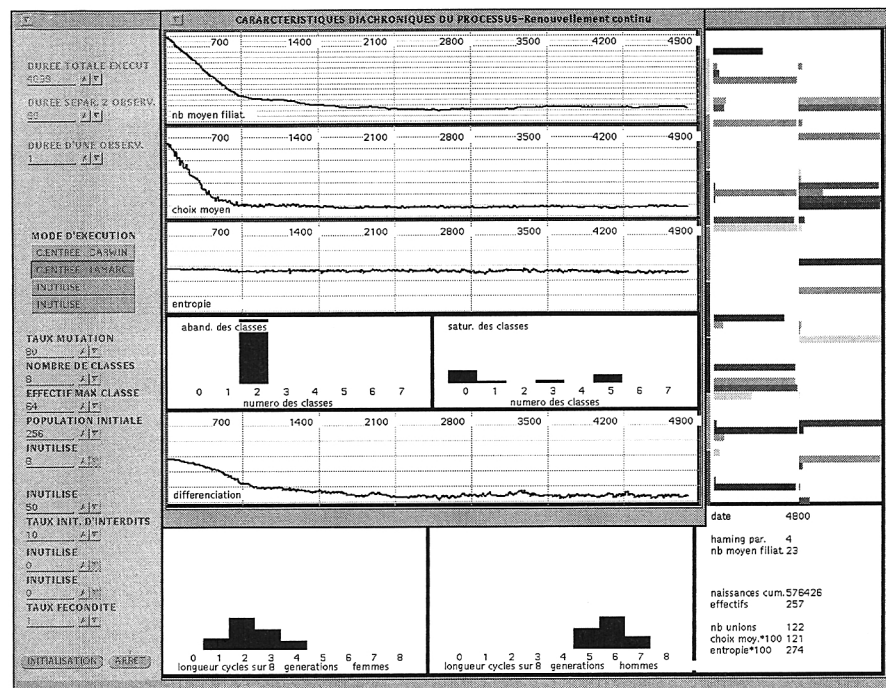 CARARCTERISTIQUES DIACHRONIQUES DU PROCESSUS-Renouvellement continu
DUREE TOTALE EXECUT
DUREE SEPAR. 2 OBSERV.
DUREE D'UNE OBSERV.
1
MODE D'EXECUTION
CENTREE DARWIN
CENTREE LAMARC
INUTILISE
INUTILISE
TAUX MUTATION
80
NOMBRE DE CLASSES
8
EFFECTIF MAX CLASSE
64
POPULATION INITIALE
256
INUTILISE
8
INUTILISE
50
TAUX INIT. D'INTERDITS
10
INUTILISE
0
INUTILISE
0
TAUX FECONDITE
1
INITIALISATION ARRET
700 1400 2100 2800 3500 4200 4900
nb moyen filiat.
700 1400 2100 2800 3500 4200 4900
choix moyen
700 1400 2100 2800 3500 4200 4900
entropie
aband. des classes
0 1 2 3 4 5 6 7
numero des classes
satur. des classes
0 1 2 3 4 5 6 7
numero des classes
700 1400 2100 2800 3500 4200 4900
differenciation
0 1 2 3 4 5 6 7 8
longueur cycles sur 8 generations femmes
0 1 2 3 4 5 6 7 8
longueur cycles sur 8 generations hommes
date 4800
haming par. 4
nb moyen filiat. 23
naissances cum. 576426
effectifs 257
nb unions 122
choix moy.*100 121
entropie*100 274